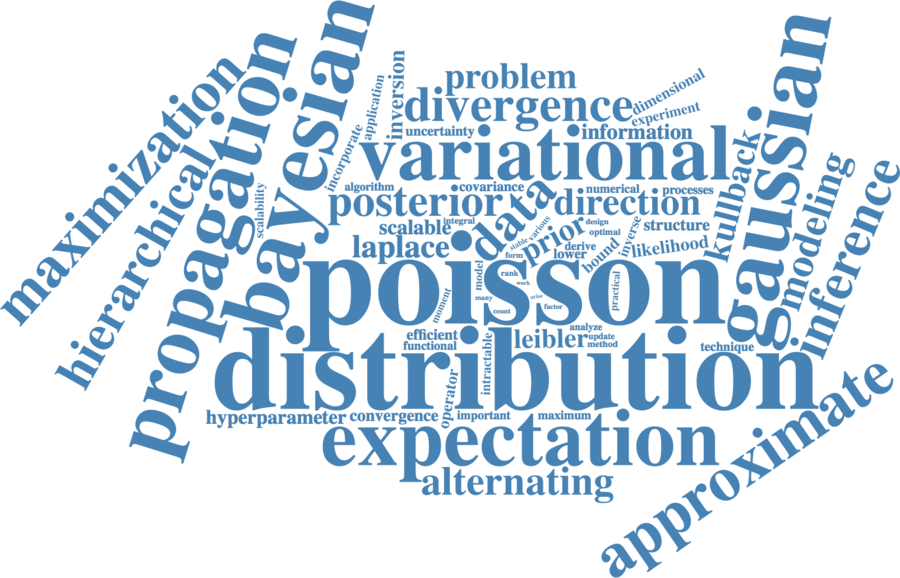 maximization
hierarchical
propagation
bayesian
scalability
incorporate
application
inversion
problem
divergence
dimensional
experiment
uncertainty
information
variational
algorithm
covariance
numerical
processes
posterior
data
direction
integral
scalable
various
stable
prior
design
optimal
structure
laplace
form
derive
lower
bound
inverse
likelihood
kullback
gaussian
modeling
inference
poisson
model
rank
work
many
arise
count
factor
practical
moment
efficient
functional
intractable
leibler
analyze
update
method
technique
distribution
operator
hyperparameter
convergence
important
maximum
expectation
alternating
approximate